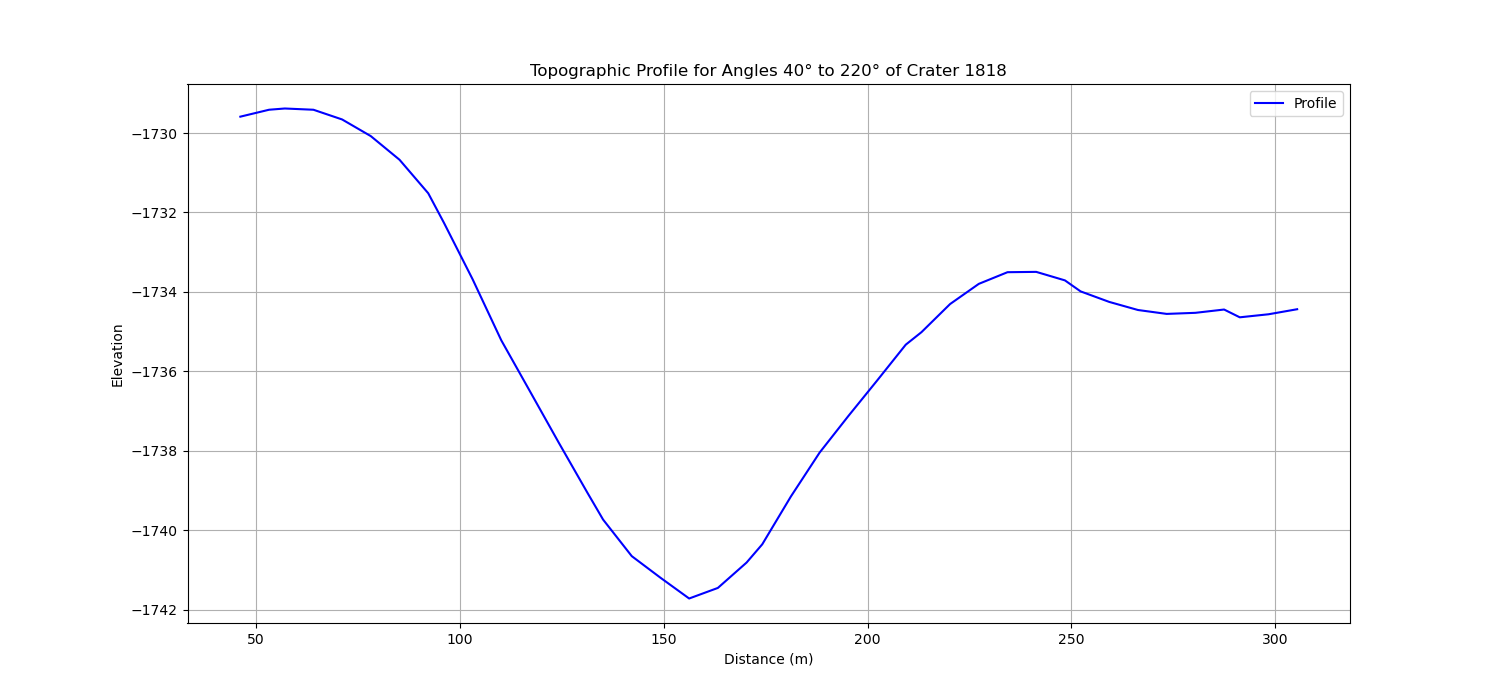 Topographic Profile for Angles 40° to 220° of Crater 1818
Profile
−1730
−1732
−1734
−1736
−1738
−1740
−1742
Elevation
50 100 150 200 250 300
Distance (m)